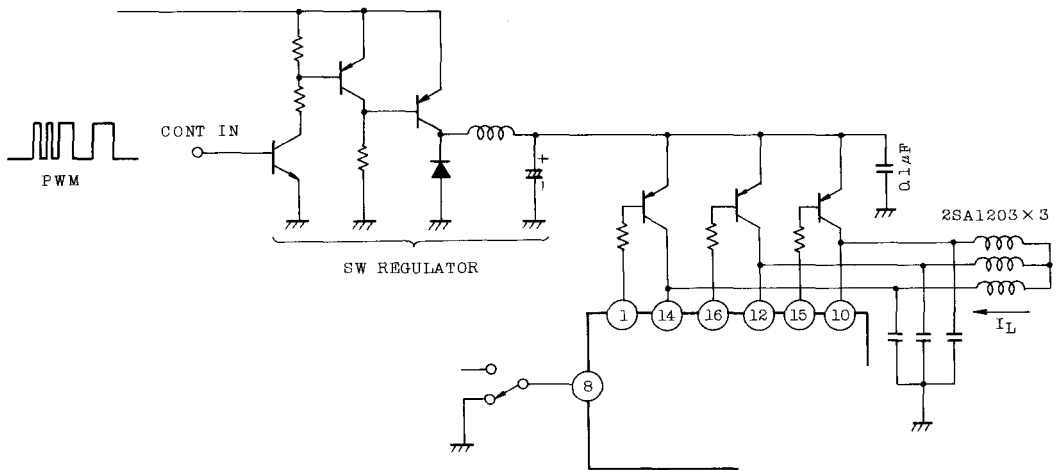 CONT IN
PWM
0.1μF
2SA1203×3
SW REGULATOR
1 14 16 12 15 10
I_L
8